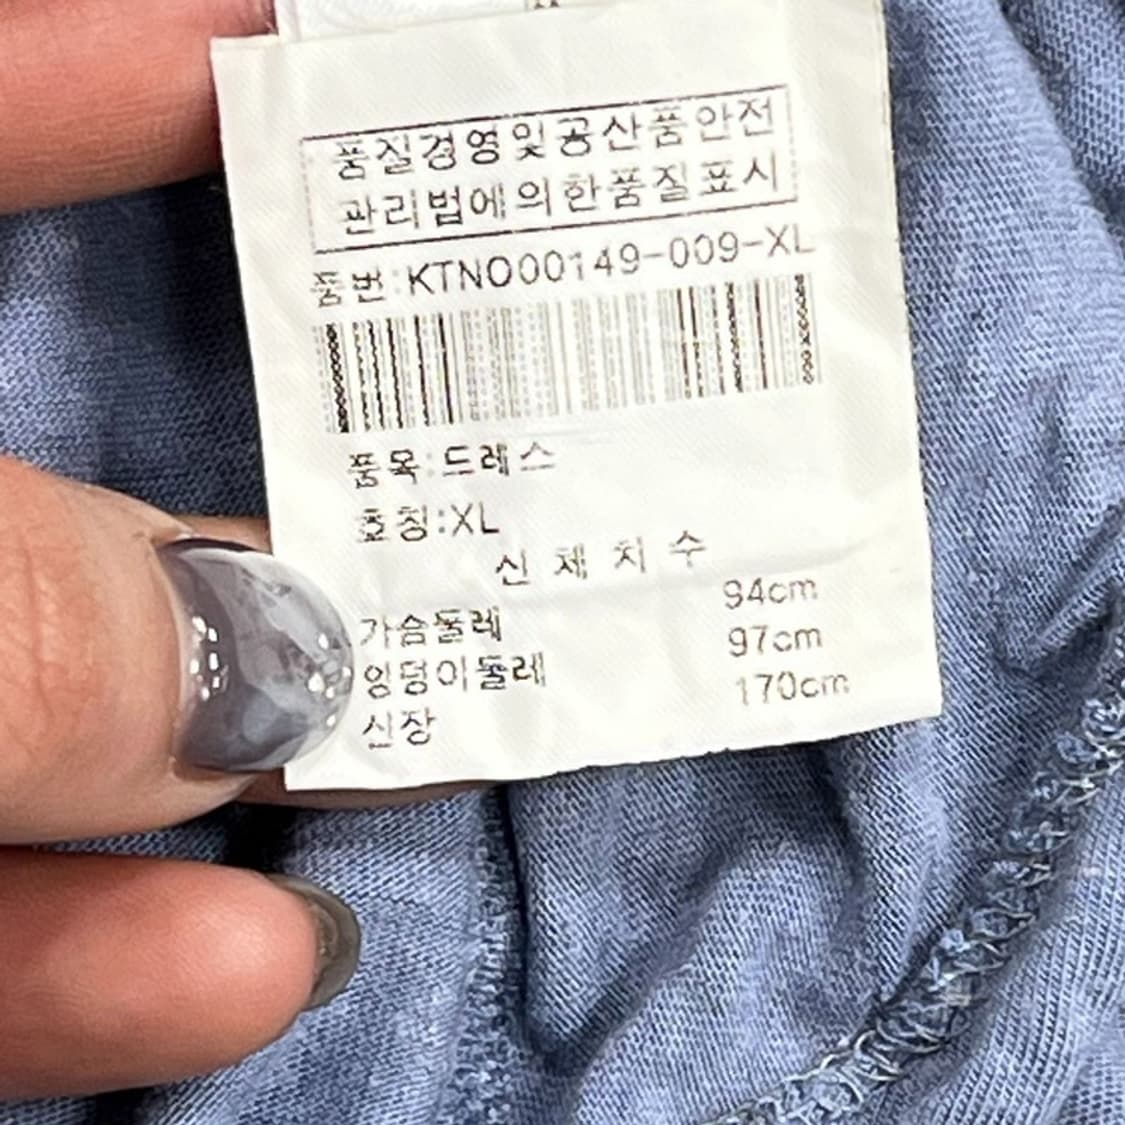 품질경영및공산품안전
관리법에의한품질표시
품번:KTNO00149-009-XL
품목:드레스
호칭:XL
신체치수
가슴둘레 94cm
엉덩이둘레 97cm
신장 170cm